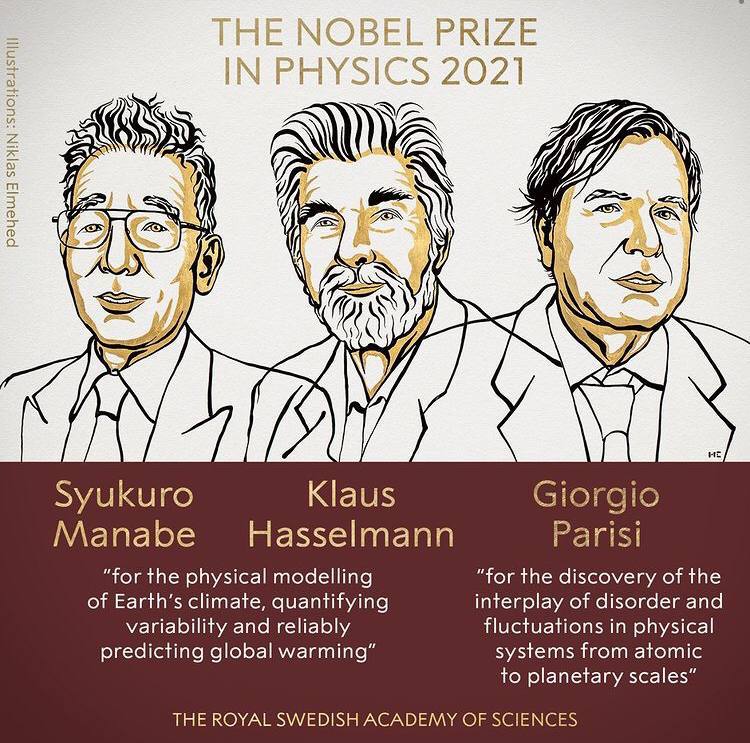 THE NOBEL PRIZE
IN PHYSICS 2021
Illustrations: Niklas Elmehed
Syukuro
Manabe
Klaus
Hasselmann
Giorgio
Parisi
“for the physical modelling
of Earth’s climate, quantifying
variability and reliably
predicting global warming”
“for the discovery of the
interplay of disorder and
fluctuations in physical
systems from atomic
to planetary scales”
THE ROYAL SWEDISH ACADEMY OF SCIENCES